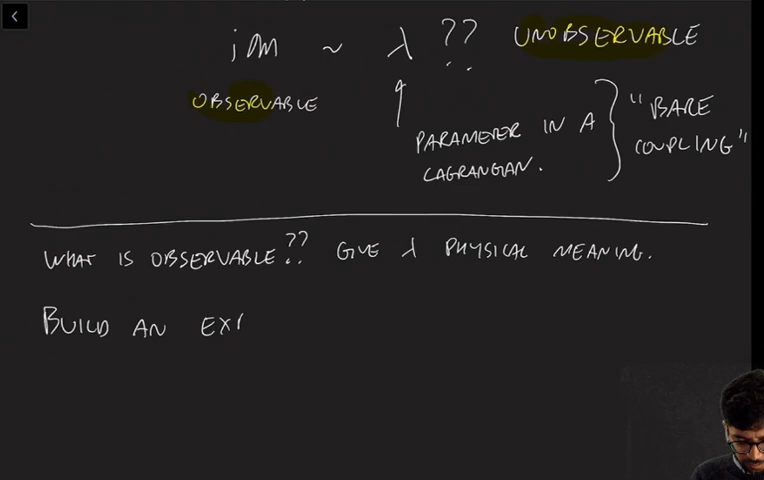 iM ~ λ ?? UNOBSERVABLE
OBSERVABLE
PARAMETER IN A
LAGRANGIAN.
"BARE
COUPLING"
WHAT IS OBSERVABLE?? GIVE λ PHYSICAL MEANING.
BUILD AN EX